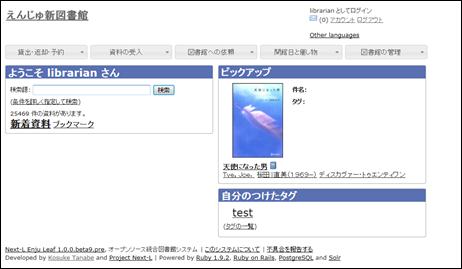 えんじゅ新図書館
librarian としてログイン
(0) アカウント ログアウト
Other languages
貸出・返却・予約 資料の受入 図書館への依頼 開館日と催し物 図書館の管理
ようこそ librarian さん
検索語: 検索
(条件を詳しく指定して検索)
25469 件の資料があります。
新着資料 ブックマーク
ピックアップ
天使になった男
件名:
タグ:
天使になった男
Tve, Joe, 桜田 直美(1969-) ディスカヴァー・トゥエンティワン
自分のつけたタグ
test
(タグの一覧)
Next-L Enju Leaf 1.0.0.beta9.pre, オープンソース統合図書館システム | このシステムについて | 不具合を報告する
Developed by Kosuke Tanabe and Project Next-L | Powered by Ruby 1.9.2, Ruby on Rails, PostgreSQL and Solr